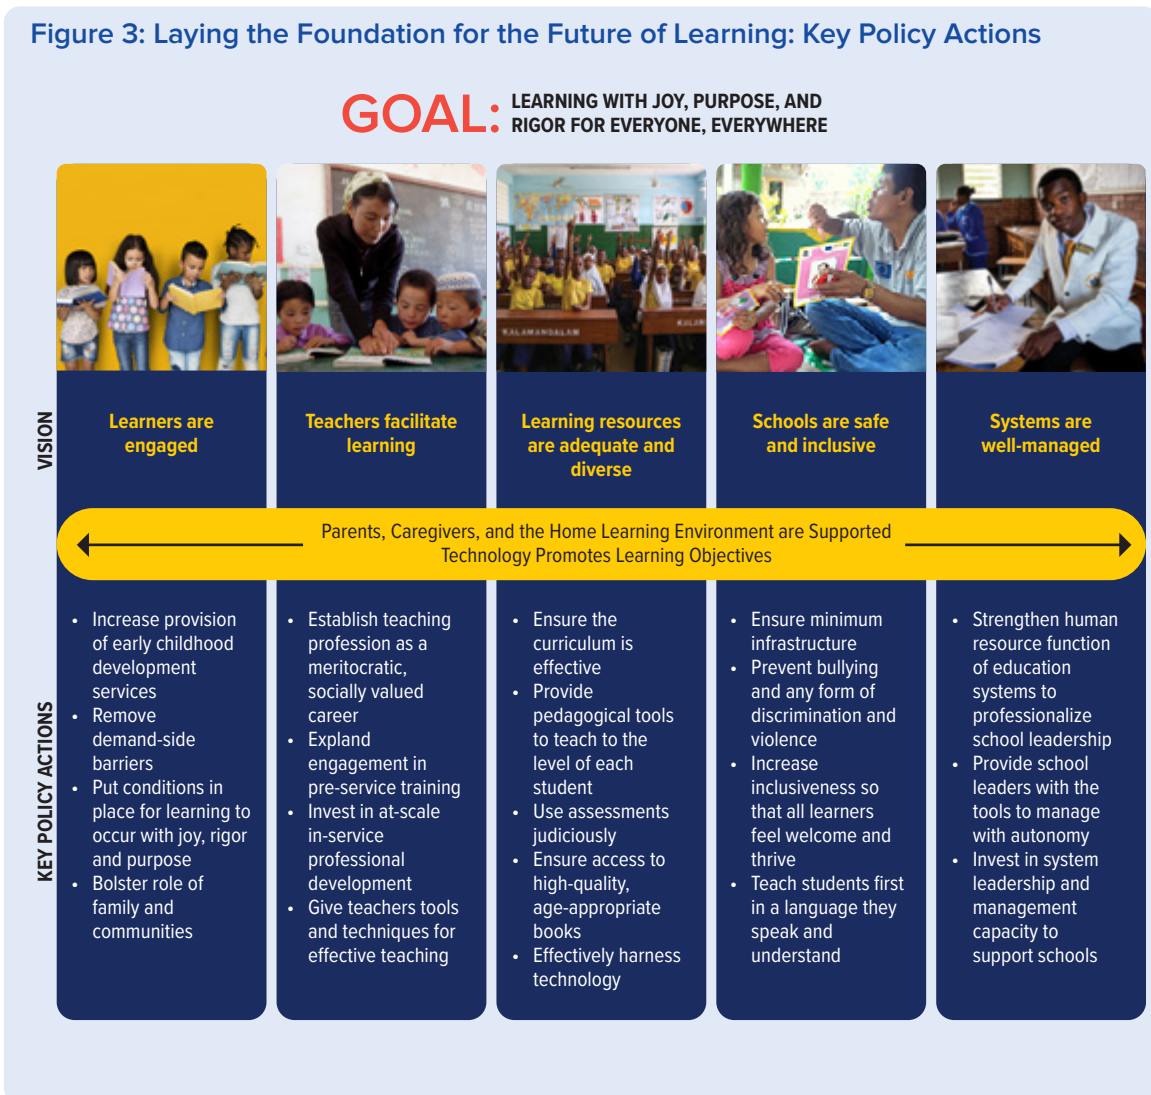 Figure 3: Laying the Foundation for the Future of Learning: Key Policy Actions
GOAL:
LEARNING WITH JOY, PURPOSE, AND
RIGOR FOR EVERYONE, EVERYWHERE
VISION
Learners are
engaged
Teachers facilitate
learning
KALAMANDALAW
Learning resources
are adequate and
diverse
Schools are safe
and inclusive
Systems are
well-managed
Parents, Caregivers, and the Home Learning Environment are Supported
Technology Promotes Learning Objectives
KEY POLICY ACTIONS
• Increase provision
of early childhood
development
services
• Remove
demand-side
barriers
• Put conditions in
place for learning to
occur with joy, rigor
and purpose
• Bolster role of
family and
communities
• Establish teaching
profession as a
meritocratic,
socially valued
career
• Expland
engagement in
pre-service training
• Invest in at-scale
in-service
professional
development
• Give teachers tools
and techniques for
effective teaching
• Ensure the
curriculum is
effective
• Provide
pedagogical tools
to teach to the
level of each
student
• Use assessments
judiciously
• Ensure access to
high-quality,
age-appropriate
books
• Effectively harness
technology
• Ensure minimum
infrastructure
• Prevent bullying
and any form of
discrimination and
violence
• Increase
inclusiveness so
that all learners
feel welcome and
thrive
• Teach students first
in a language they
speak and
understand
• Strengthen human
resource function
of education
systems to
professionalize
school leadership
• Provide school
leaders with the
tools to manage
with autonomy
• Invest in system
leadership and
management
capacity to
support schools